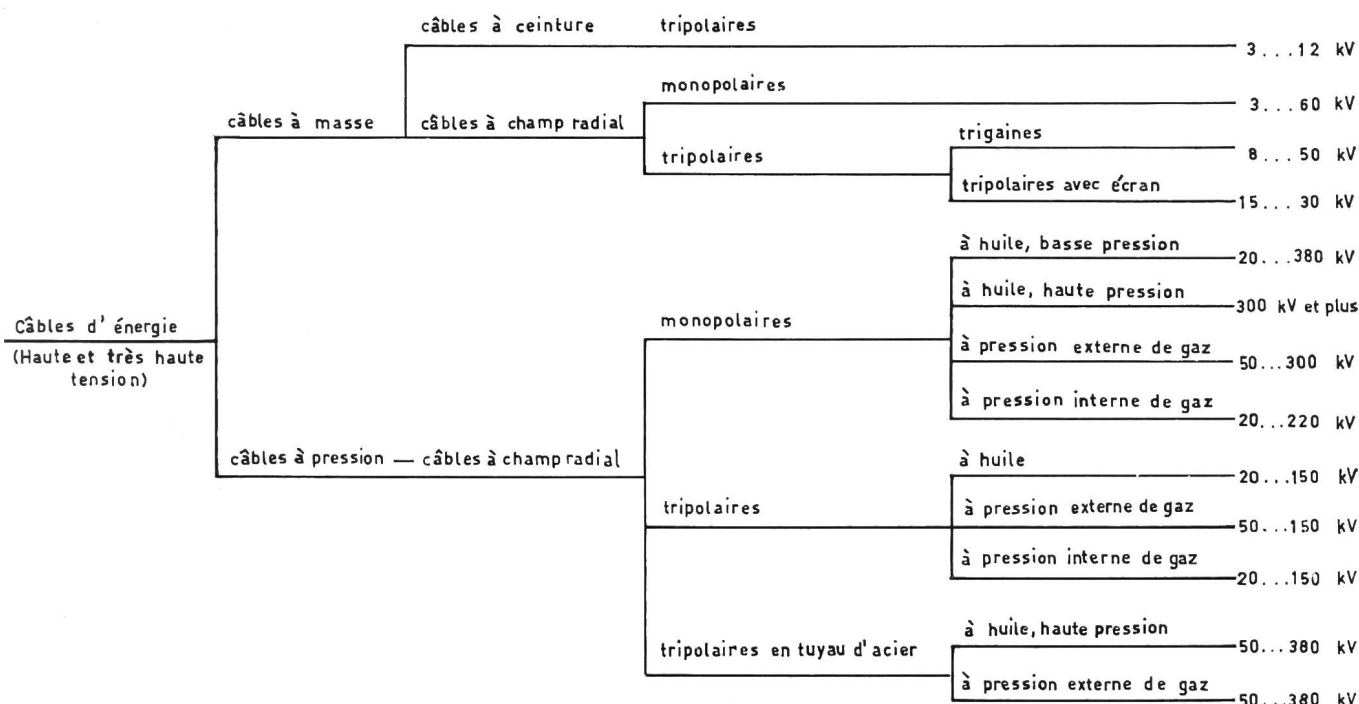 câbles à ceinture tripolaires
3...12 kV
monopolaires
3...60 kV
câbles à masse câbles à champ radial
trigaines
8...50 kV
tripolaires
tripolaires avec écran
15...30 kV
à huile, basse pression
20...380 kV
à huile, haute pression
300 kV et plus
Câbles d'énergie
(Haute et très haute
tension)
monopolaires
à pression externe de gaz
50...300 kV
à pression interne de gaz
20...220 kV
câbles à pression — câbles à champ radial
à huile
20...150 kV
tripolaires
à pression externe de gaz
50...150 kV
à pression interne de gaz
20...150 kV
à huile, haute pression
50...380 kV
tripolaires en tuyau d'acier
à pression externe de gaz
50...380 kV